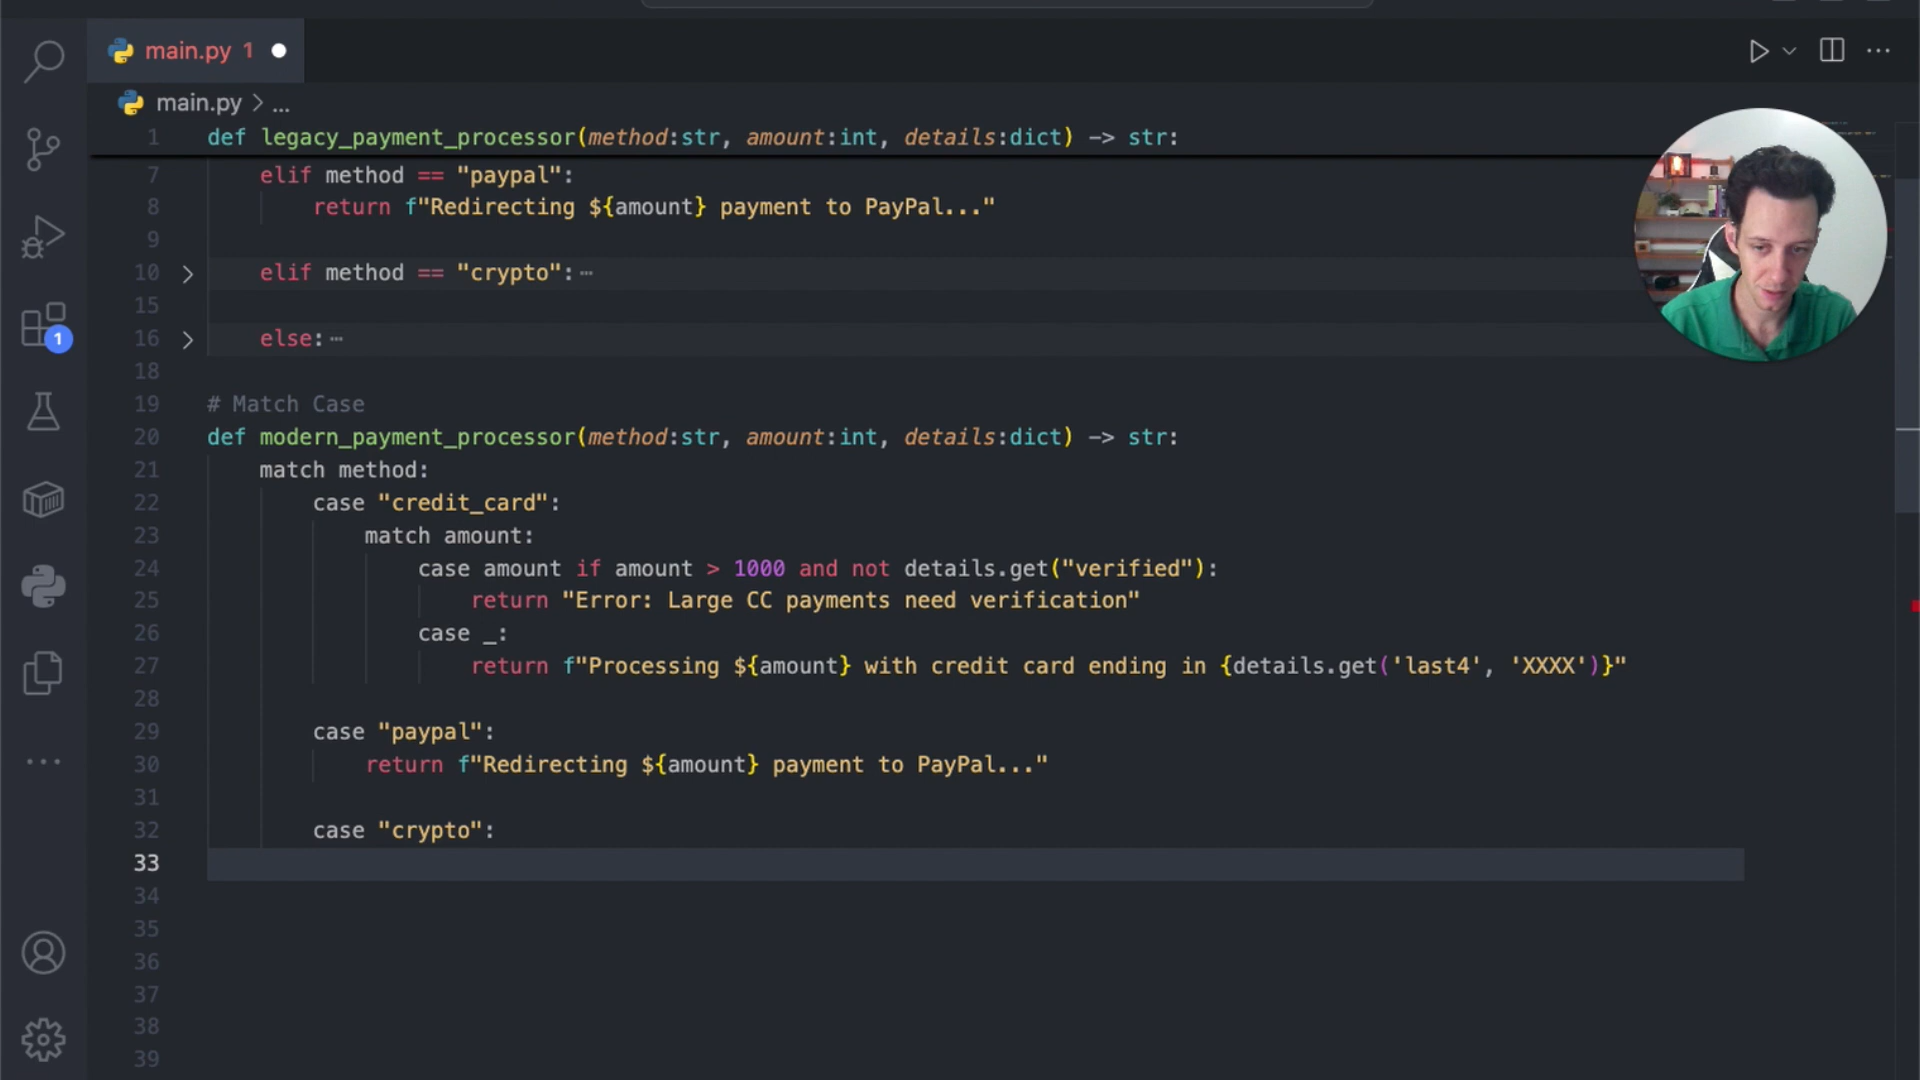 main.py 1
main.py > ...
1 def legacy_payment_processor(method:str, amount:int, details:dict) -> str:
7 elif method == "paypal":
8 return f"Redirecting ${amount} payment to PayPal..."
9
10 elif method == "crypto":
15
16 else:
18
19 # Match Case
20 def modern_payment_processor(method:str, amount:int, details:dict) -> str:
21 match method:
22 case "credit_card":
23 match amount:
24 case amount if amount > 1000 and not details.get("verified"):
25 return "Error: Large CC payments need verification"
26 case _:
27 return f"Processing ${amount} with credit card ending in {details.get('last4', 'XXXX')}"
28
29 case "paypal":
30 return f"Redirecting ${amount} payment to PayPal..."
31
32 case "crypto":
33
34
35
36
37
38
39
1